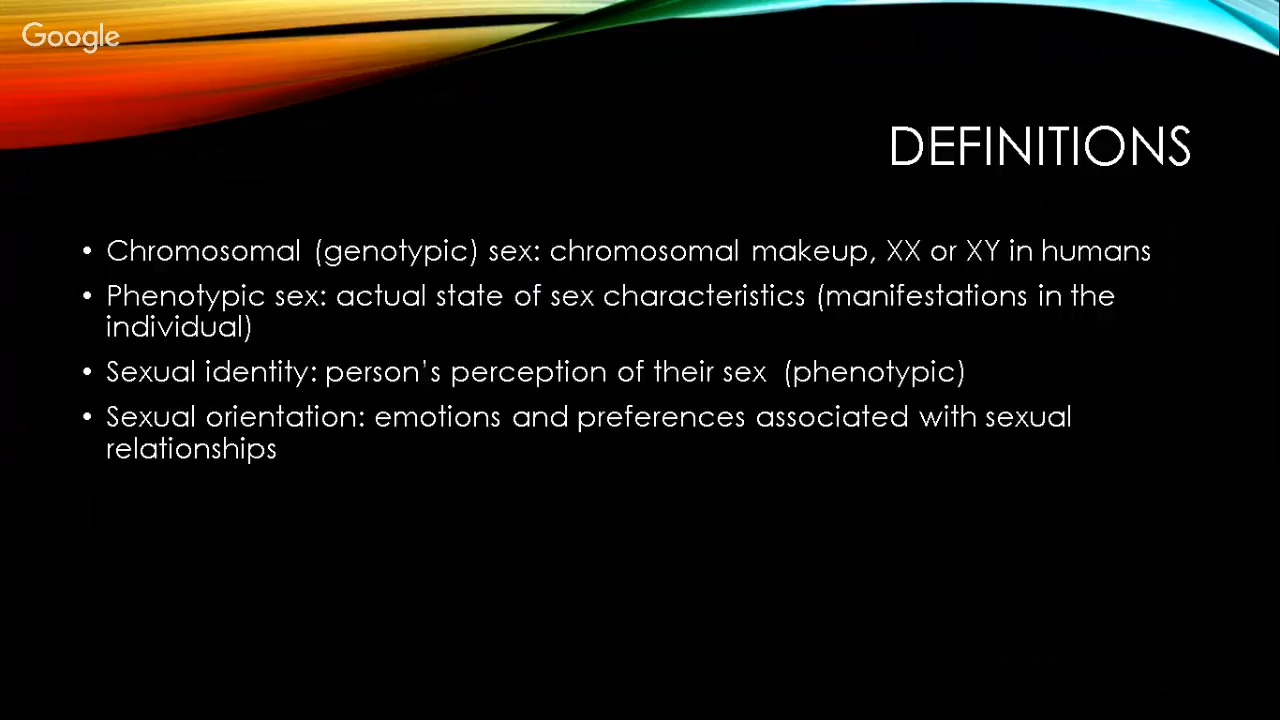 Google
DEFINITIONS
• Chromosomal (genotypic) sex: chromosomal makeup, XX or XY in humans
• Phenotypic sex: actual state of sex characteristics (manifestations in the
individual)
• Sexual identity: person's perception of their sex (phenotypic)
• Sexual orientation: emotions and preferences associated with sexual
relationships